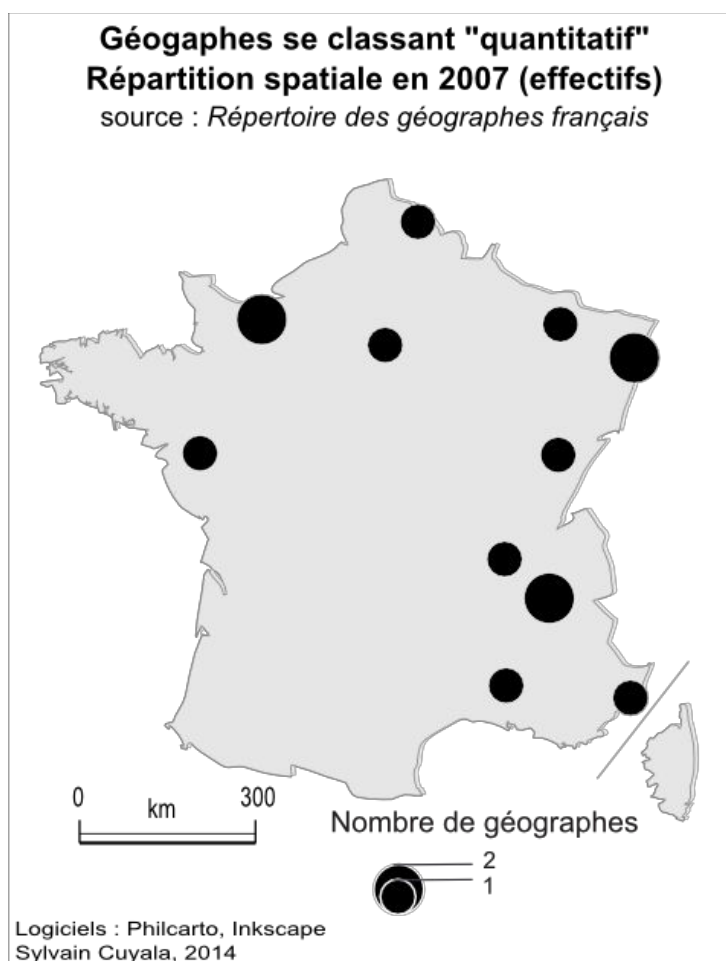 Géogaphes se classant "quantitatif"
Répartition spatiale en 2007 (effectifs)
source : Répertoire des géographes français
0 300
km
Nombre de géographes
2
1
Logiciels : Philcarto, Inkscape
Sylvain Cuyala, 2014